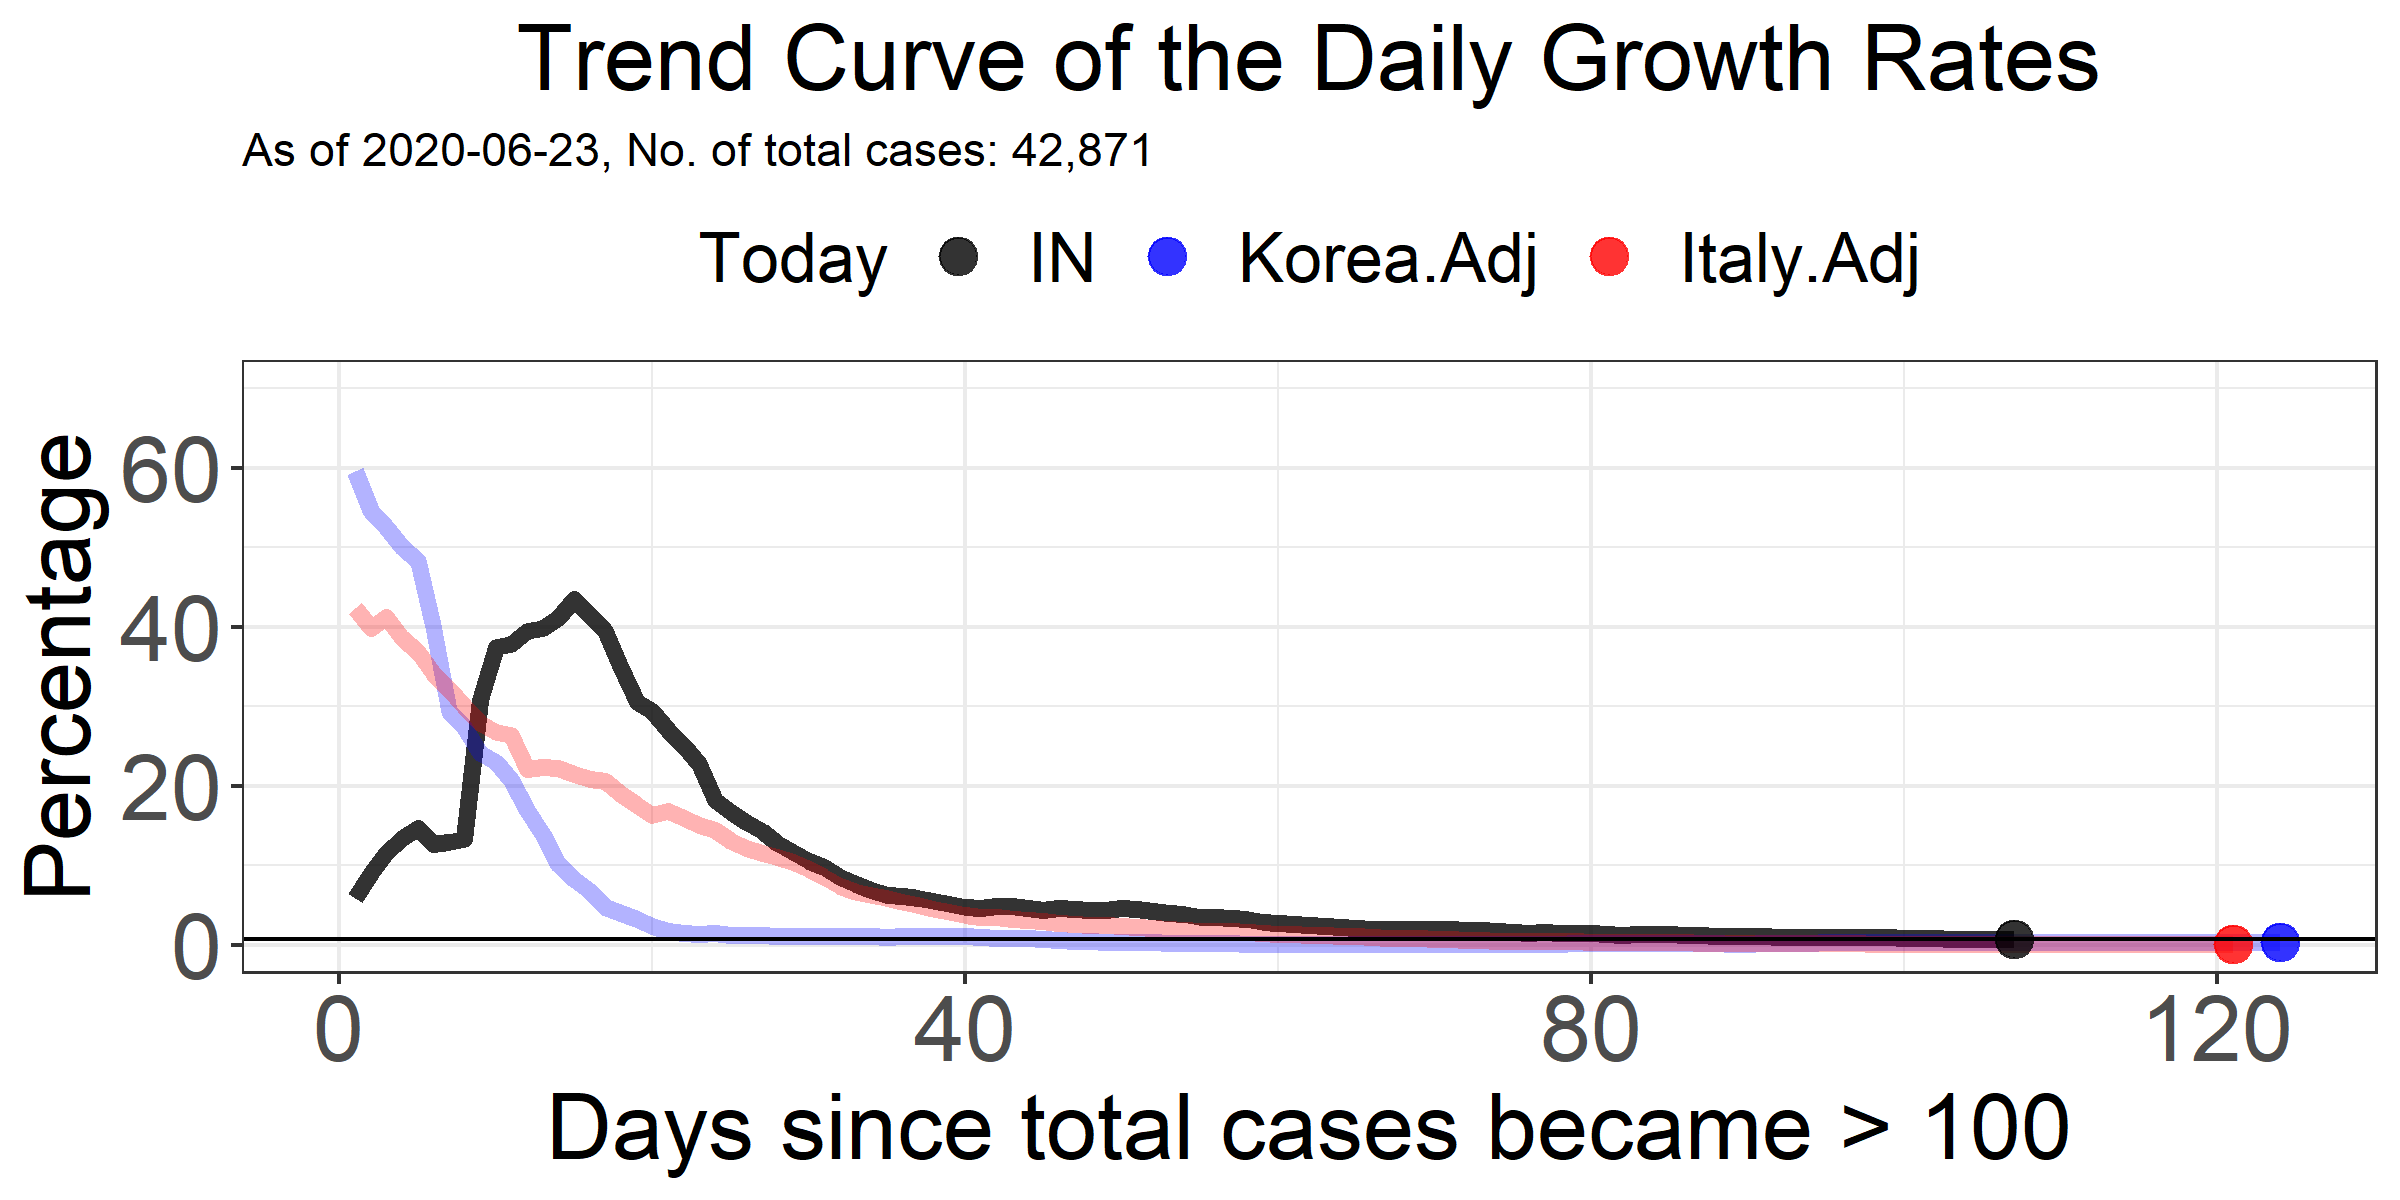 Trend Curve of the Daily Growth Rates
As of 2020-06-23, No. of total cases: 42,871
Today IN Korea.Adj Italy.Adj
Percentage
60
40
20
0
0 40 80 120
Days since total cases became > 100